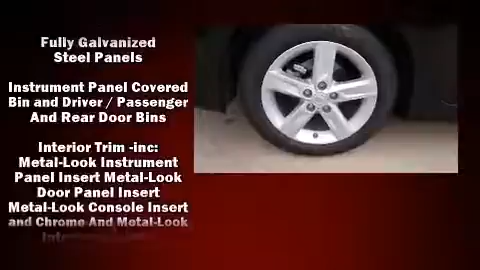 Fully Galvanized
Steel Panels
Instrument Panel Covered
Bin and Driver / Passenger
And Rear Door Bins
Interior Trim -inc:
Metal-Look Instrument
Panel Insert Metal-Look
Door Panel Insert
Metal-Look Console Insert
and Chrome And Metal-Look